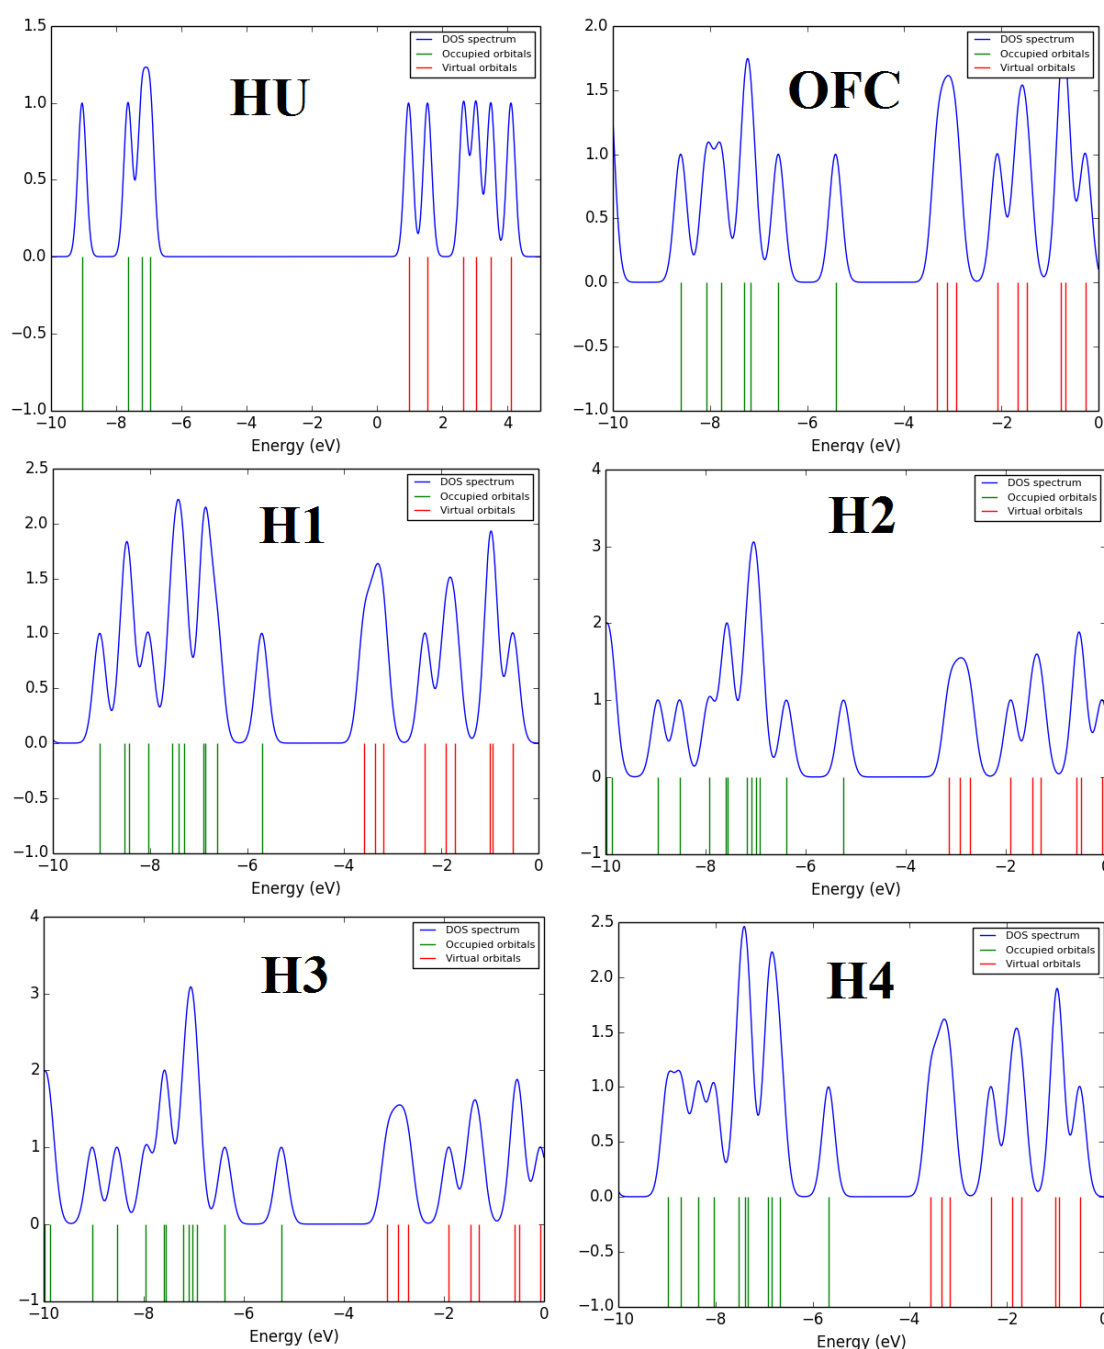 HU
DOS spectrum
Occupied orbitals
Virtual orbitals
1.5
1.0
0.5
0.0
−0.5
−1.0
−10 −8 −6 −4 −2 0 2 4
Energy (eV)
OFC
DOS spectrum
Occupied orbitals
Virtual orbitals
2.0
1.5
1.0
0.5
0.0
−0.5
−1.0
−10 −8 −6 −4 −2 0
Energy (eV)
H1
DOS spectrum
Occupied orbitals
Virtual orbitals
2.5
2.0
1.5
1.0
0.5
0.0
−0.5
−1.0
−10 −8 −6 −4 −2 0
Energy (eV)
H2
DOS spectrum
Occupied orbitals
Virtual orbitals
4
3
2
1
0
−1
−10 −8 −6 −4 −2 0
Energy (eV)
H3
DOS spectrum
Occupied orbitals
Virtual orbitals
4
3
2
1
0
−1
−10 −8 −6 −4 −2 0
Energy (eV)
H4
DOS spectrum
Occupied orbitals
Virtual orbitals
2.5
2.0
1.5
1.0
0.5
0.0
−0.5
−1.0
−10 −8 −6 −4 −2 0
Energy (eV)